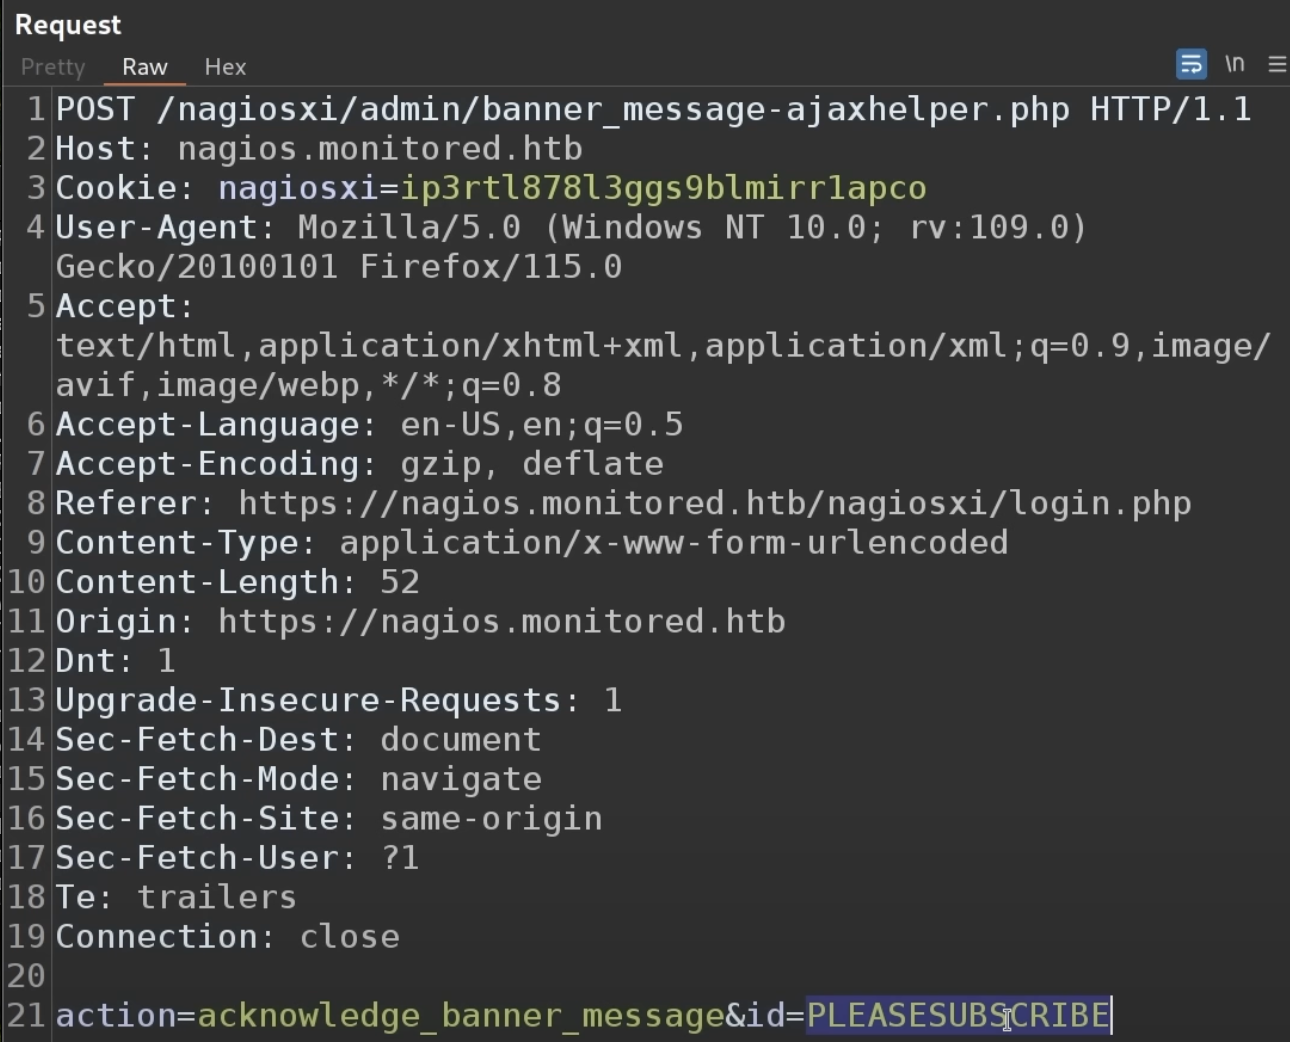 Request
Pretty Raw Hex \n
1 POST /nagiosxi/admin/banner_message-ajaxhelper.php HTTP/1.1
2 Host: nagios.monitored.htb
3 Cookie: nagiosxi=ip3rtl878l3ggs9blmirr1apco
4 User-Agent: Mozilla/5.0 (Windows NT 10.0; rv:109.0)
Gecko/20100101 Firefox/115.0
5 Accept:
text/html,application/xhtml+xml,application/xml;q=0.9,image/
avif,image/webp,*/*;q=0.8
6 Accept-Language: en-US,en;q=0.5
7 Accept-Encoding: gzip, deflate
8 Referer: https://nagios.monitored.htb/nagiosxi/login.php
9 Content-Type: application/x-www-form-urlencoded
10 Content-Length: 52
11 Origin: https://nagios.monitored.htb
12 Dnt: 1
13 Upgrade-Insecure-Requests: 1
14 Sec-Fetch-Dest: document
15 Sec-Fetch-Mode: navigate
16 Sec-Fetch-Site: same-origin
17 Sec-Fetch-User: ?1
18 Te: trailers
19 Connection: close
20
21 action=acknowledge_banner_message&id=PLEASESUBSCRIBE